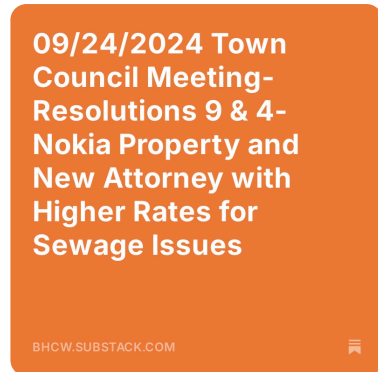 09/24/2024 Town
Council Meeting-
Resolutions 9 & 4-
Nokia Property and
New Attorney with
Higher Rates for
Sewage Issues
BHCW.SUBSTACK.COM